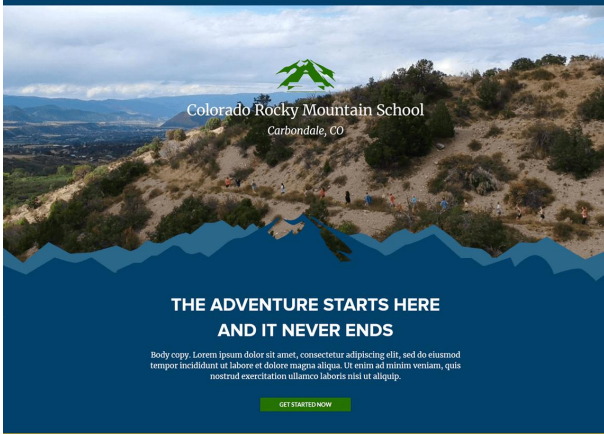 Colorado Rocky Mountain School
Carbondale, CO
THE ADVENTURE STARTS HERE
AND IT NEVER ENDS
Body copy. Lorem ipsum dolor sit amet, consectetur adipiscing elit, sed do eiusmod
tempor incididunt ut labore et dolore magna aliqua. Ut enim ad minim veniam, quis
nostrud exercitation ullamco laboris nisi ut aliquip.
GET STARTED NOW